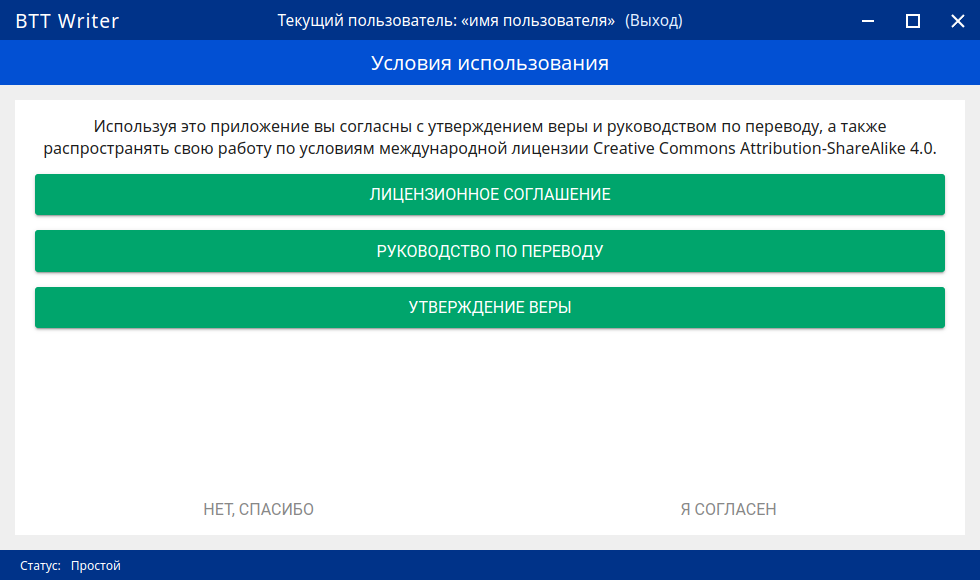 BTT Writer
Текущий пользователь: «имя пользователя» (Выход)
Условия использования
Используя это приложение вы согласны с утверждением веры и руководством по переводу, а также
распространять свою работу по условиям международной лицензии Creative Commons Attribution-ShareAlike 4.0.
ЛИЦЕНЗИОННОЕ СОГЛАШЕНИЕ
РУКОВОДСТВО ПО ПЕРЕВОДУ
УТВЕРЖДЕНИЕ ВЕРЫ
НЕТ, СПАСИБО
Я СОГЛАСЕН
Статус: Простой